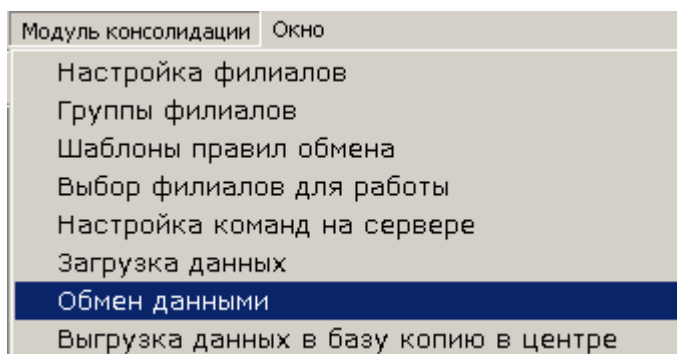 Модуль консолидации Окно
Настройка филиалов
Группы филиалов
Шаблоны правил обмена
Выбор филиалов для работы
Настройка команд на сервере
Загрузка данных
Обмен данными
Выгрузка данных в базу копию в центре